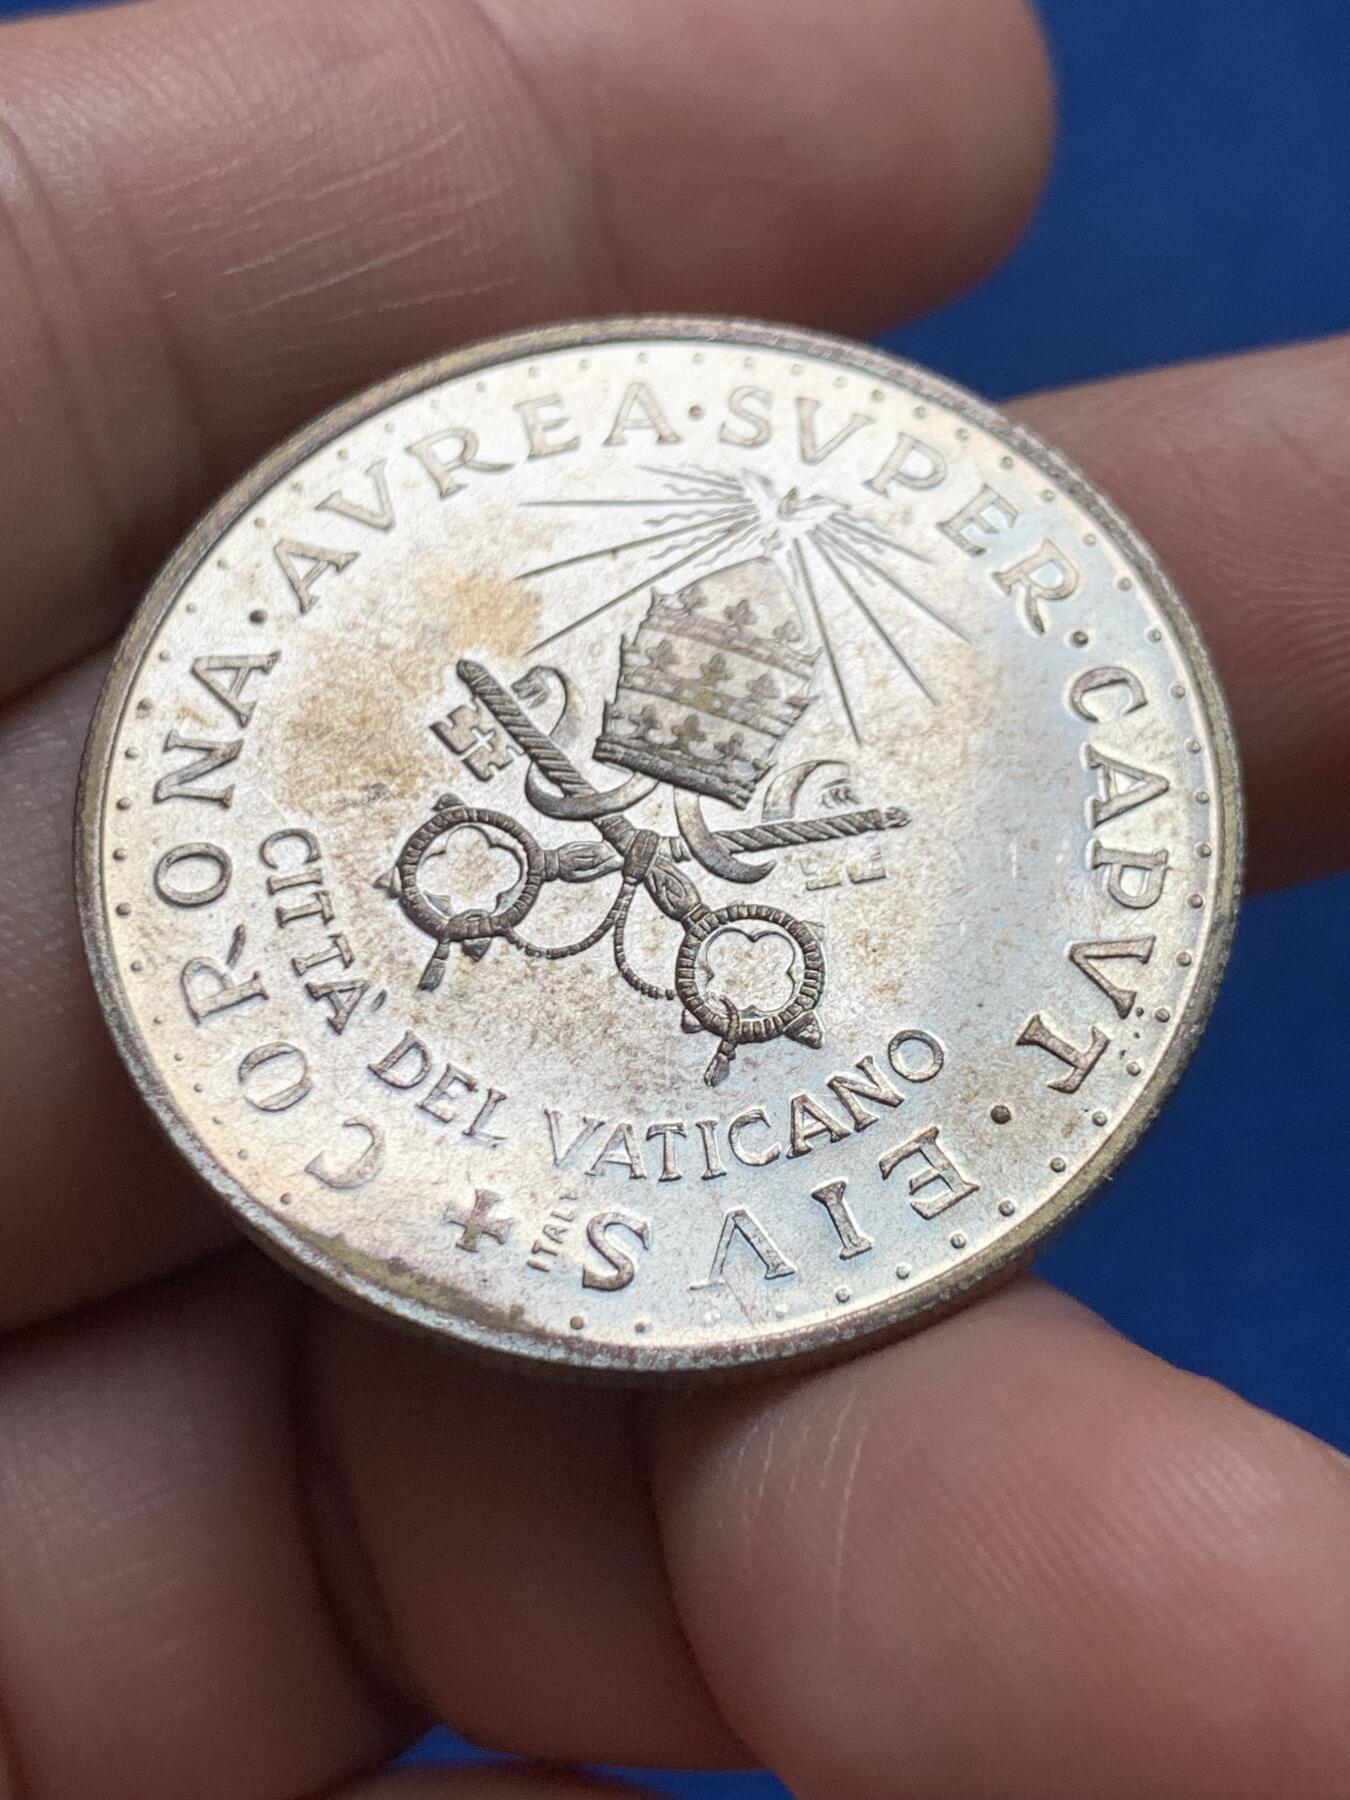 CORONA · AVREA · SVPER · CAPVT · EIVS
CITTÀ DEL VATICANO
ITALY